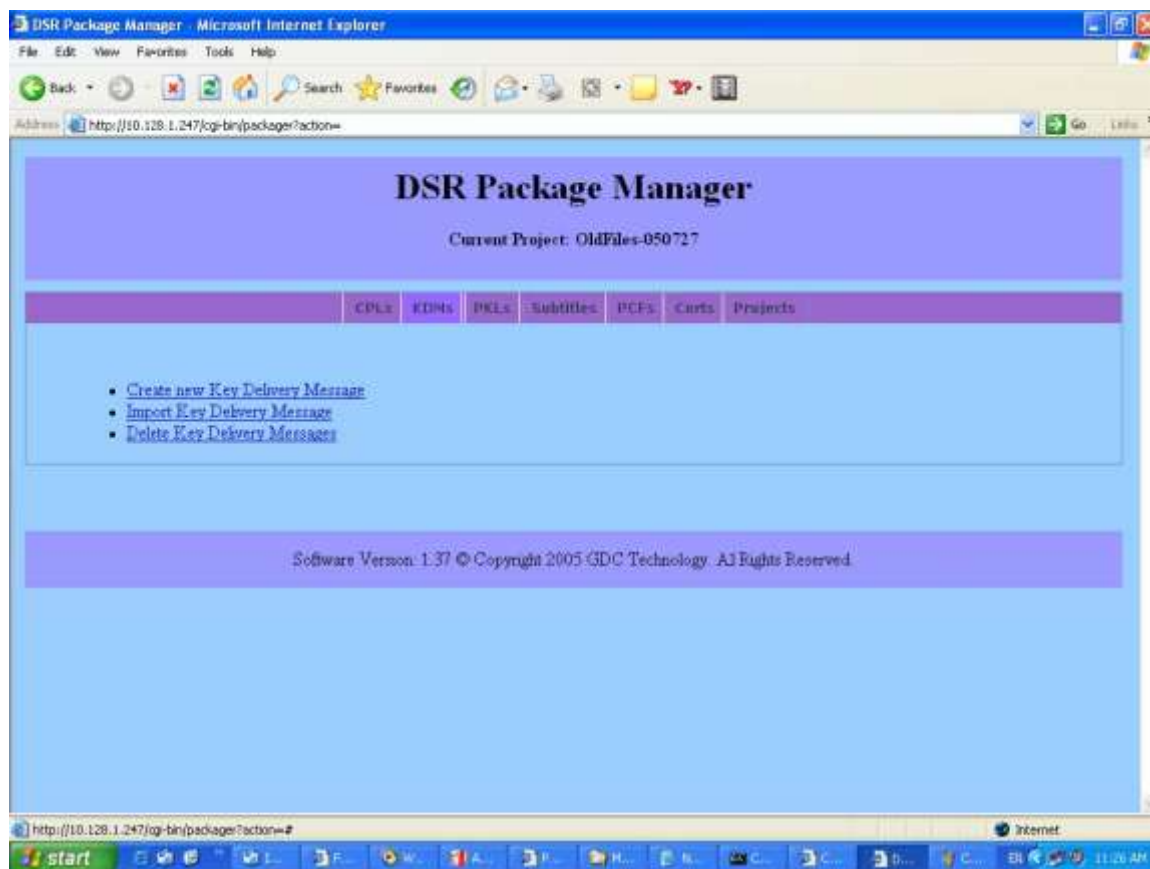 DSR Package Manager - Microsoft Internet Explorer
File Edit View Favorites Tools Help
Back Search Favorites
Address http://10.128.1.247/cgi-bin/packager?action= Go Links
DSR Package Manager
Current Project: OldFiles-050727
CPLs KDMs PKLs Subtitles PCFs Certs Projects
Create new Key Delivery Message
Import Key Delivery Message
Delete Key Delivery Messages
Software Version: 1.37 © Copyright 2005 GDC Technology. All Rights Reserved.
http://10.128.1.247/cgi-bin/packager?action=# Internet
start EN 11:26 AM